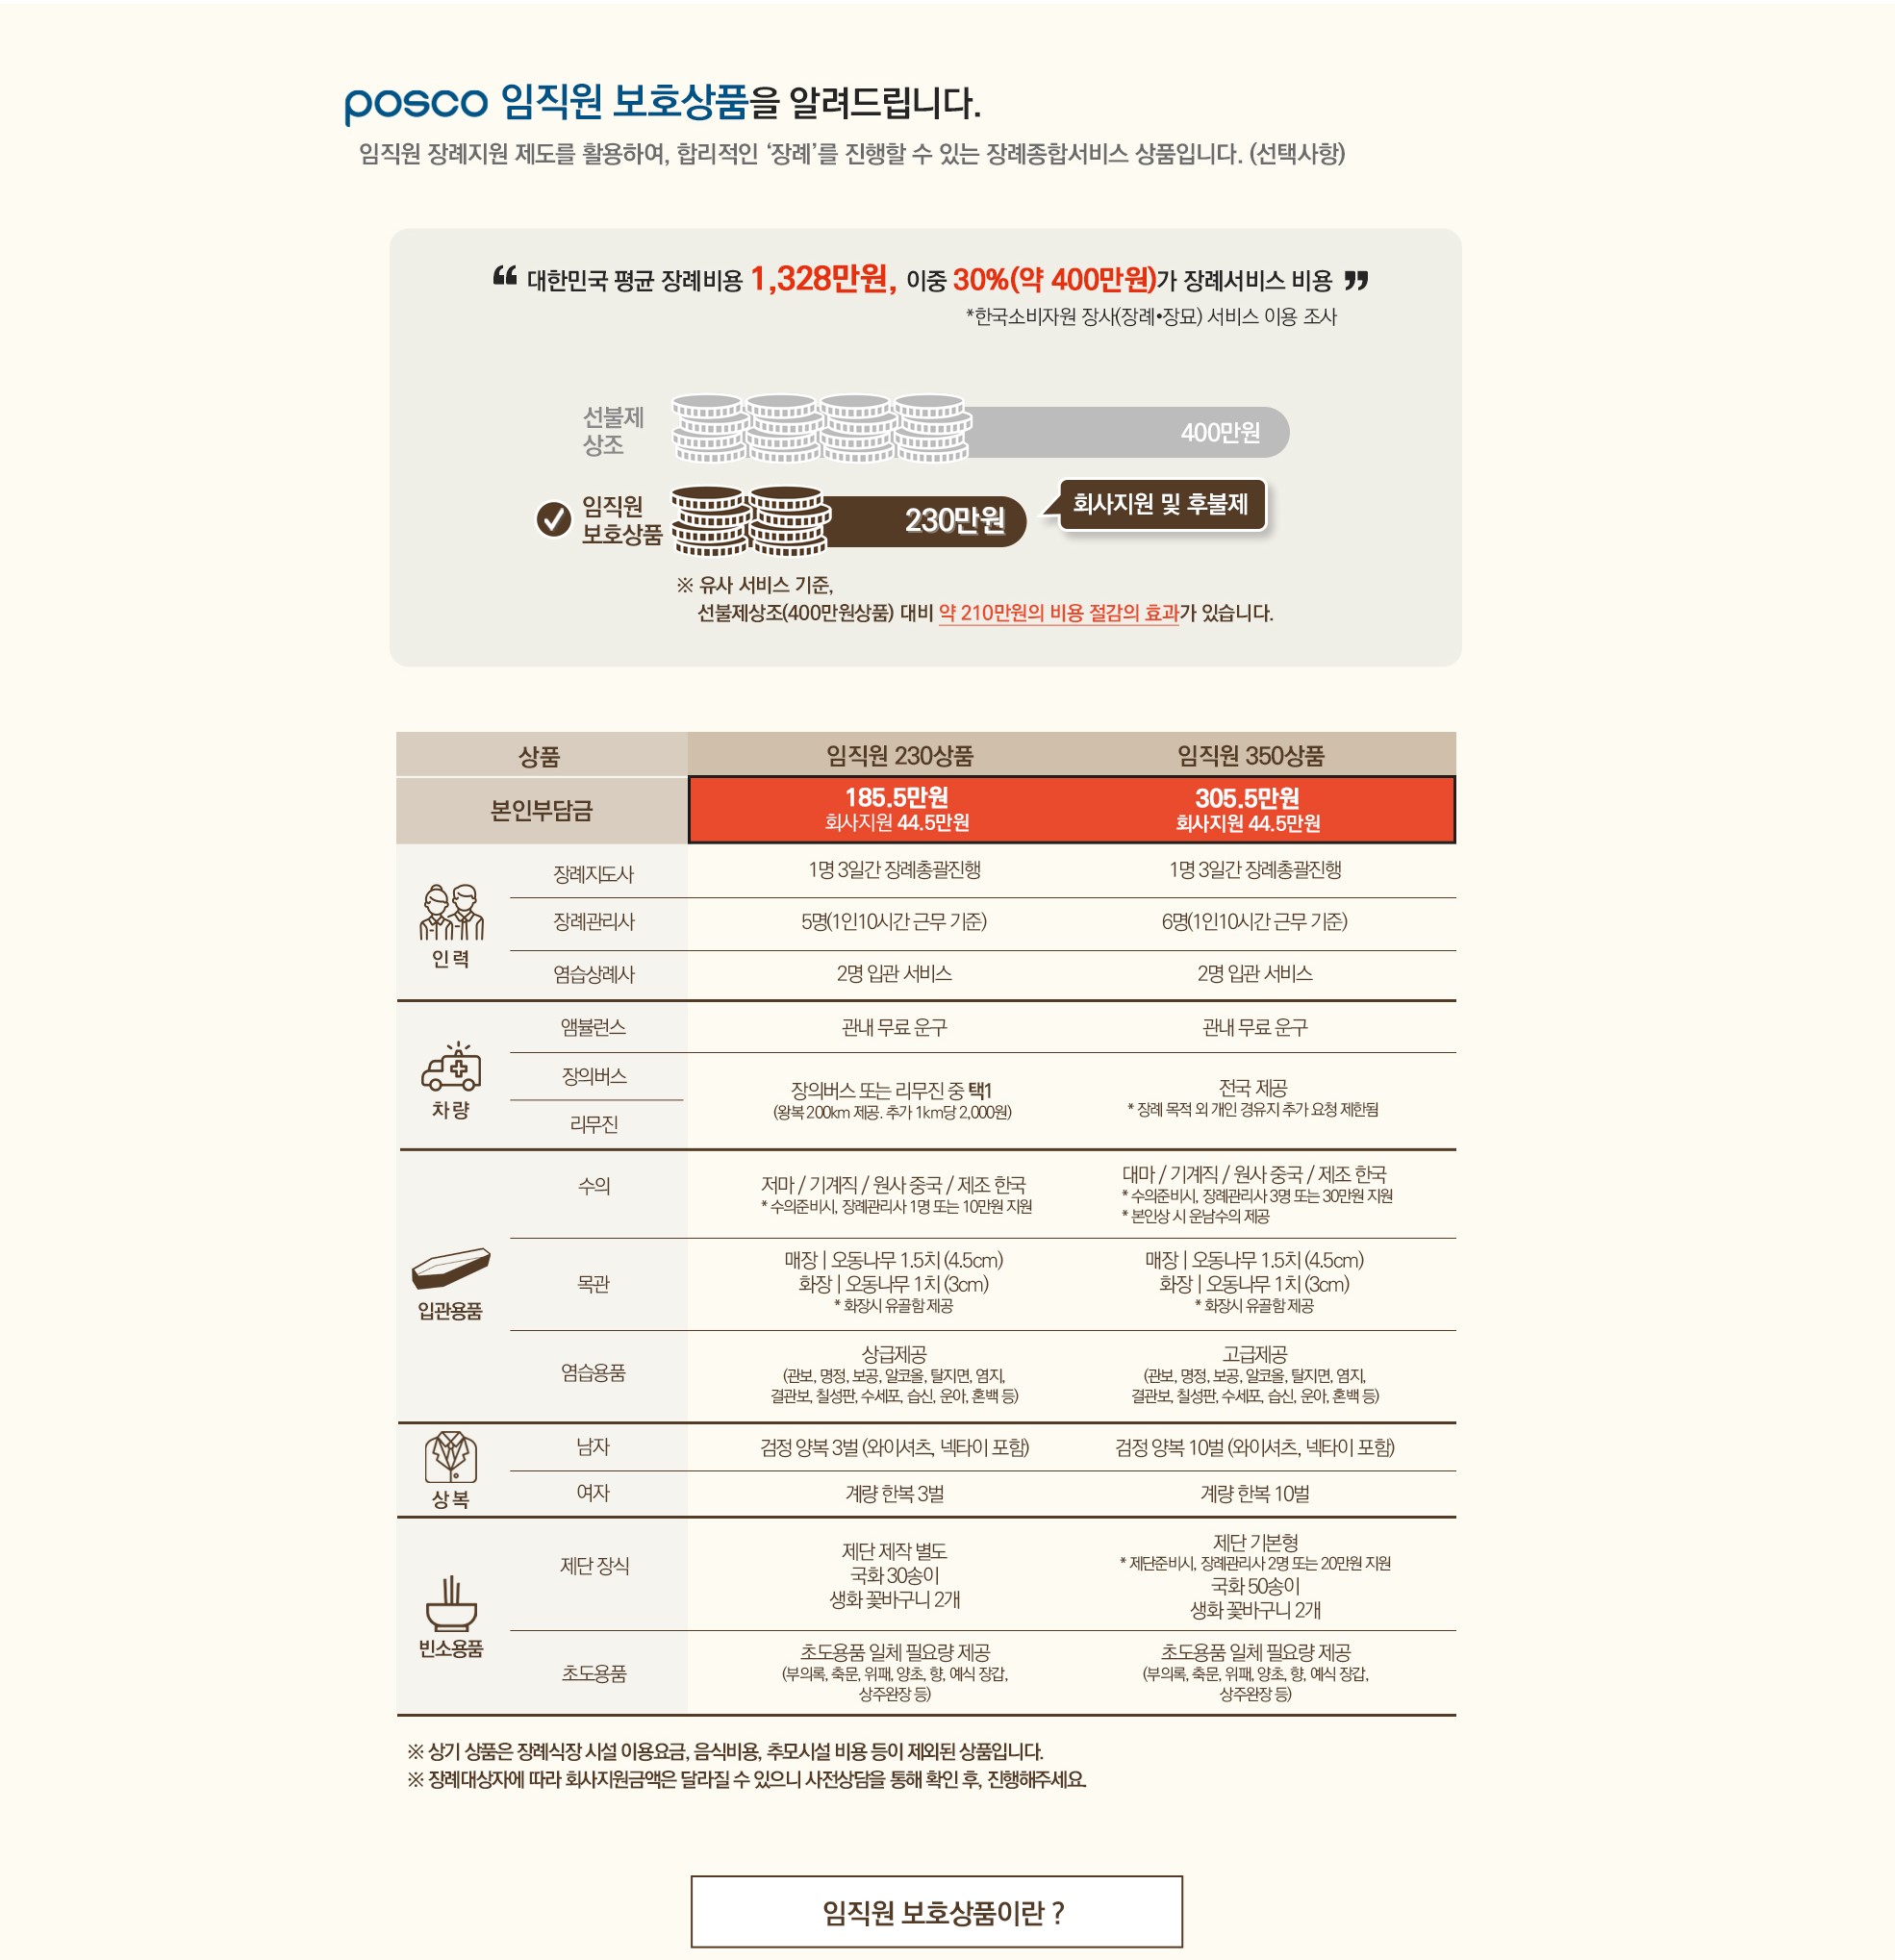 posco 임직원 보호상품을 알려드립니다.
임직원 장례지원 제도를 활용하여, 합리적인 ‘장례’를 진행할 수 있는 장례종합서비스 상품입니다. (선택사항)
❝ 대한민국 평균 장례비용 1,328만원, 이중 30%(약 400만원)가 장례서비스 비용 ❞
*한국소비자원 장사(장례•장묘) 서비스 이용 조사
선불제
상조
400만원
임직원
보호상품
230만원
회사지원 및 후불제
※ 유사 서비스 기준,
선불제상조(400만원상품) 대비 약 210만원의 비용 절감의 효과가 있습니다.
상품 임직원 230상품 임직원 350상품
본인부담금
185.5만원
회사지원 44.5만원
305.5만원
회사지원 44.5만원
인력
장례지도사 1명 3일간 장례총괄진행 1명 3일간 장례총괄진행
장례관리사 5명(1인10시간 근무 기준) 6명(1인10시간 근무 기준)
염습상례사 2명 입관 서비스 2명 입관 서비스
차량
앰뷸런스 관내 무료 운구 관내 무료 운구
장의버스
리무진
장의버스 또는 리무진 중 택1
(왕복 200km 제공. 추가 1km당 2,000원)
전국 제공
* 장례 목적 외 개인 경유지 추가 요청 제한됨
입관용품
수의
저마 / 기계직 / 원사 중국 / 제조 한국
* 수의준비시, 장례관리사 1명 또는 10만원 지원
대마 / 기계직 / 원사 중국 / 제조 한국
* 수의준비시, 장례관리사 3명 또는 30만원 지원
* 본인상 시 운남수의 제공
목관
매장 | 오동나무 1.5치 (4.5cm)
화장 | 오동나무 1치 (3cm)
* 화장시 유골함 제공
매장 | 오동나무 1.5치 (4.5cm)
화장 | 오동나무 1치 (3cm)
* 화장시 유골함 제공
염습용품
상급제공
(관보, 명정, 보공, 알코올, 탈지면, 염지,
결관보, 칠성판, 수세포, 습신, 운아, 혼백 등)
고급제공
(관보, 명정, 보공, 알코올, 탈지면, 염지,
결관보, 칠성판, 수세포, 습신, 운아, 혼백 등)
상복
남자 검정 양복 3벌 (와이셔츠, 넥타이 포함) 검정 양복 10벌 (와이셔츠, 넥타이 포함)
여자 계량 한복 3벌 계량 한복 10벌
빈소용품
제단 장식
제단 제작 별도
국화 30송이
생화 꽃바구니 2개
제단 기본형
* 제단준비시, 장례관리사 2명 또는 20만원 지원
국화 50송이
생화 꽃바구니 2개
초도용품
초도용품 일체 필요량 제공
(부의록, 축문, 위패, 양초, 향, 예식 장갑,
상주완장 등)
초도용품 일체 필요량 제공
(부의록, 축문, 위패, 양초, 향, 예식 장갑,
상주완장 등)
※ 상기 상품은 장례식장 시설 이용요금, 음식비용, 추모시설 비용 등이 제외된 상품입니다.
※ 장례대상자에 따라 회사지원금액은 달라질 수 있으니 사전상담을 통해 확인 후, 진행해주세요.
임직원 보호상품이란 ?